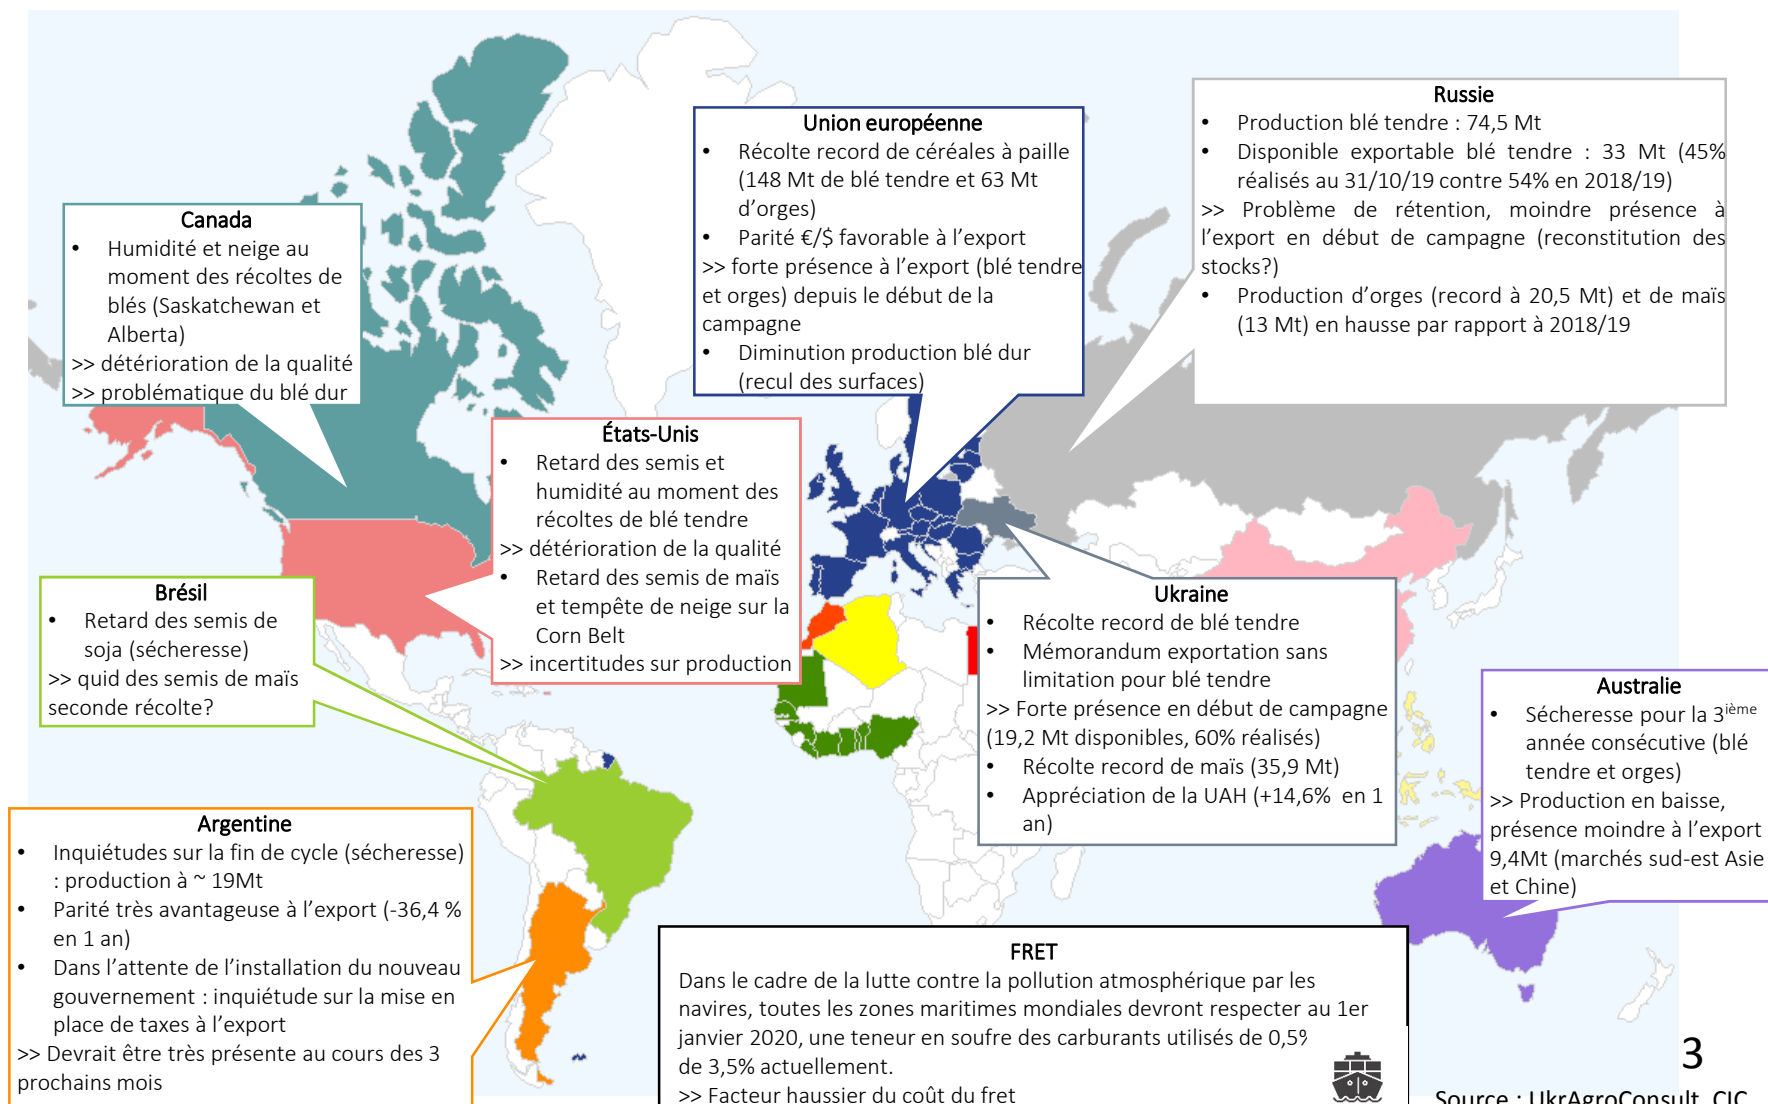 Russie
• Production blé tendre : 74,5 Mt
• Disponible exportable blé tendre : 33 Mt (45%
réalisés au 31/10/19 contre 54% en 2018/19)
>> Problème de rétention, moindre présence à
l'export en début de campagne (reconstitution des
stocks?)
• Production d'orges (record à 20,5 Mt) et de maïs
(13 Mt) en hausse par rapport à 2018/19
Union européenne
• Récolte record de céréales à paille
(148 Mt de blé tendre et 63 Mt
d'orges)
• Parité €/$ favorable à l'export
>> forte présence à l'export (blé tendre
et orges) depuis le début de la
campagne
• Diminution production blé dur
(recul des surfaces)
Canada
• Humidité et neige au
moment des récoltes de
blés (Saskatchewan et
Alberta)
>> détérioration de la qualité
>> problématique du blé dur
États-Unis
• Retard des semis et
humidité au moment des
récoltes de blé tendre
>> détérioration de la qualité
• Retard des semis de maïs
et tempête de neige sur la
Corn Belt
>> incertitudes sur production
Brésil
• Retard des semis de
soja (sécheresse)
>> quid des semis de maïs
seconde récolte?
Ukraine
• Récolte record de blé tendre
• Mémorandum exportation sans
limitation pour blé tendre
>> Forte présence en début de campagne
(19,2 Mt disponibles, 60% réalisés)
• Récolte record de maïs (35,9 Mt)
• Appréciation de la UAH (+14,6% en 1
an)
Australie
• Sécheresse pour la 3ième
année consécutive (blé
tendre et orges)
>> Production en baisse,
présence moindre à l'export
9,4Mt (marchés sud-est Asie
et Chine)
Argentine
• Inquiétudes sur la fin de cycle (sécheresse)
: production à ~ 19Mt
• Parité très avantageuse à l'export (-36,4 %
en 1 an)
• Dans l'attente de l'installation du nouveau
gouvernement : inquiétude sur la mise en
place de taxes à l'export
>> Devrait être très présente au cours des 3
prochains mois
FRET
Dans le cadre de la lutte contre la pollution atmosphérique par les
navires, toutes les zones maritimes mondiales devront respecter au 1er
janvier 2020, une teneur en soufre des carburants utilisés de 0,5%
de 3,5% actuellement.
>> Facteur haussier du coût du fret
3
Source : UkrAgroConsult, CIC